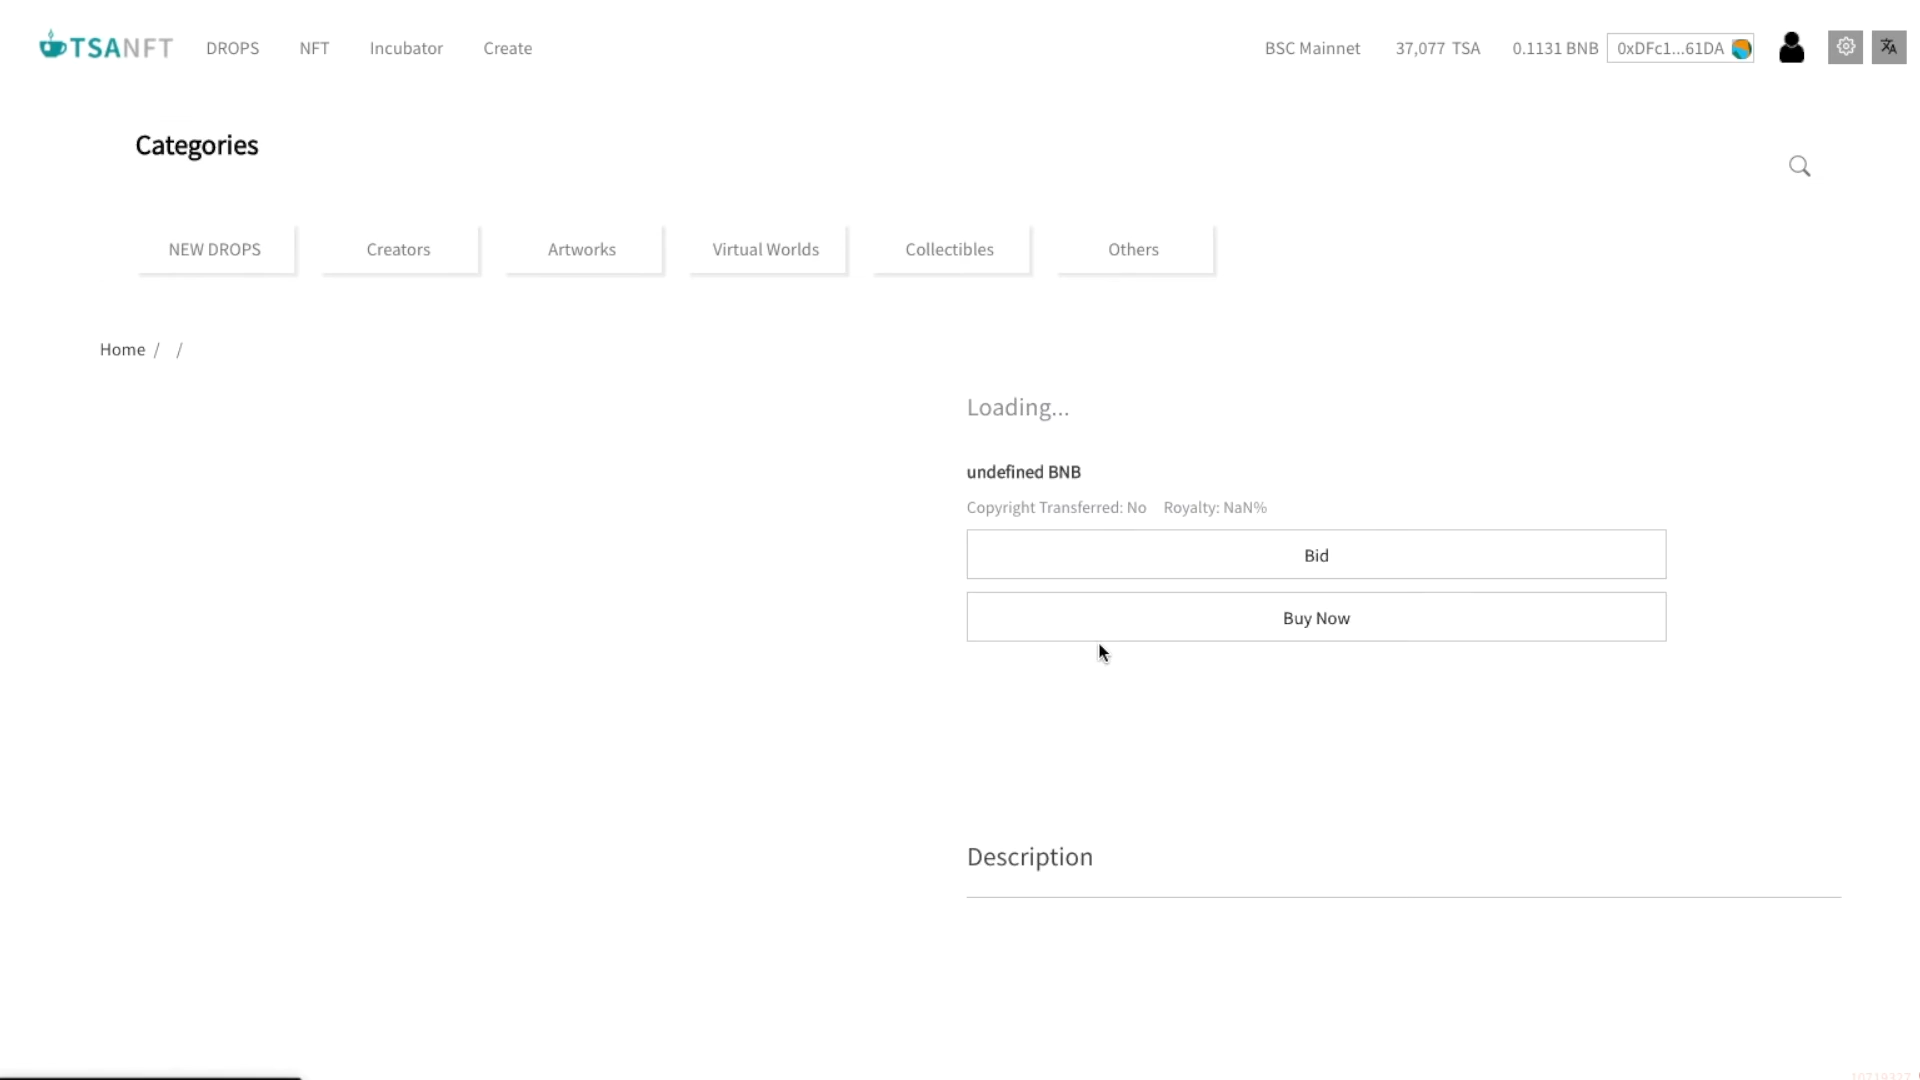 TSANFT DROPS NFT Incubator Create BSC Mainnet 37,077 TSA 0.1131 BNB 0xDFc1...61DA
Categories
NEW DROPS Creators Artworks Virtual Worlds Collectibles Others
Home / /
Loading...
undefined BNB
Copyright Transferred: No Royalty: NaN%
Bid
Buy Now
Description